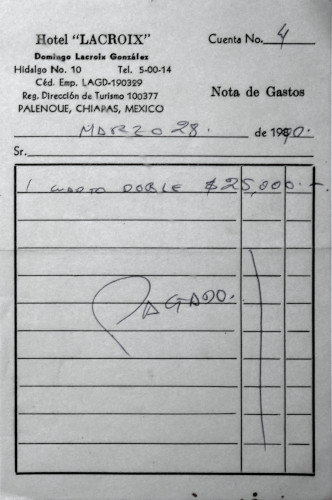 Hotel "LACROIX"
Cuenta No. 4
Domingo Lacroix González
Hidalgo No. 10 Tel. 5-00-14
Céd. Emp. LAGD-190329
Nota de Gastos
Reg. Dirección de Turismo 100377
PALENQUE, CHIAPAS, MEXICO
MARZO 28. de 1990.
Sr.
1 CUARTO DOBLE $25,000.-
PAGADO.